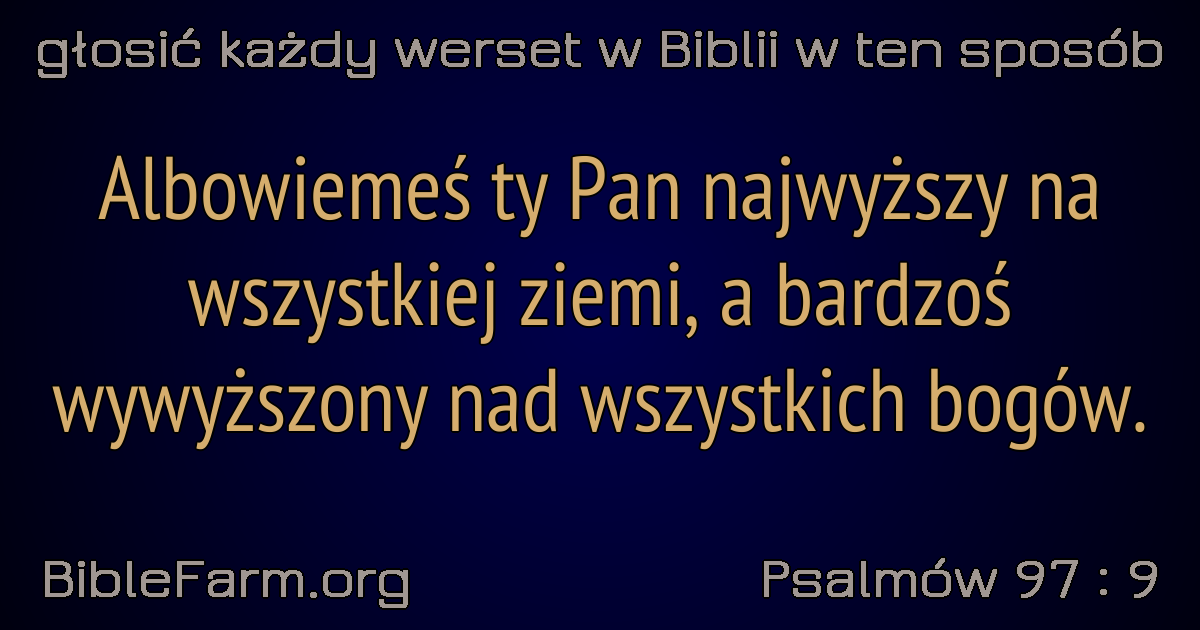 głosić każdy werset w Biblii w ten sposób
Albowiemeś ty Pan najwyższy na
wszystkiej ziemi, a bardzoś
wywyższony nad wszystkich bogów.
BibleFarm.org
Psalmów 97 : 9